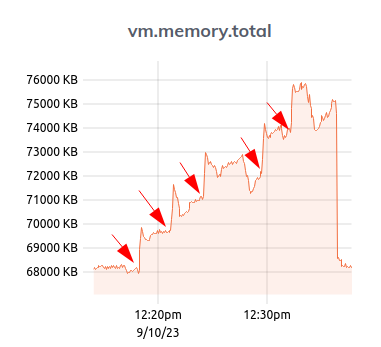 vm.memory.total
76000 KB
75000 KB
74000 KB
73000 KB
72000 KB
71000 KB
70000 KB
69000 KB
68000 KB
12:20pm 12:30pm
9/10/23